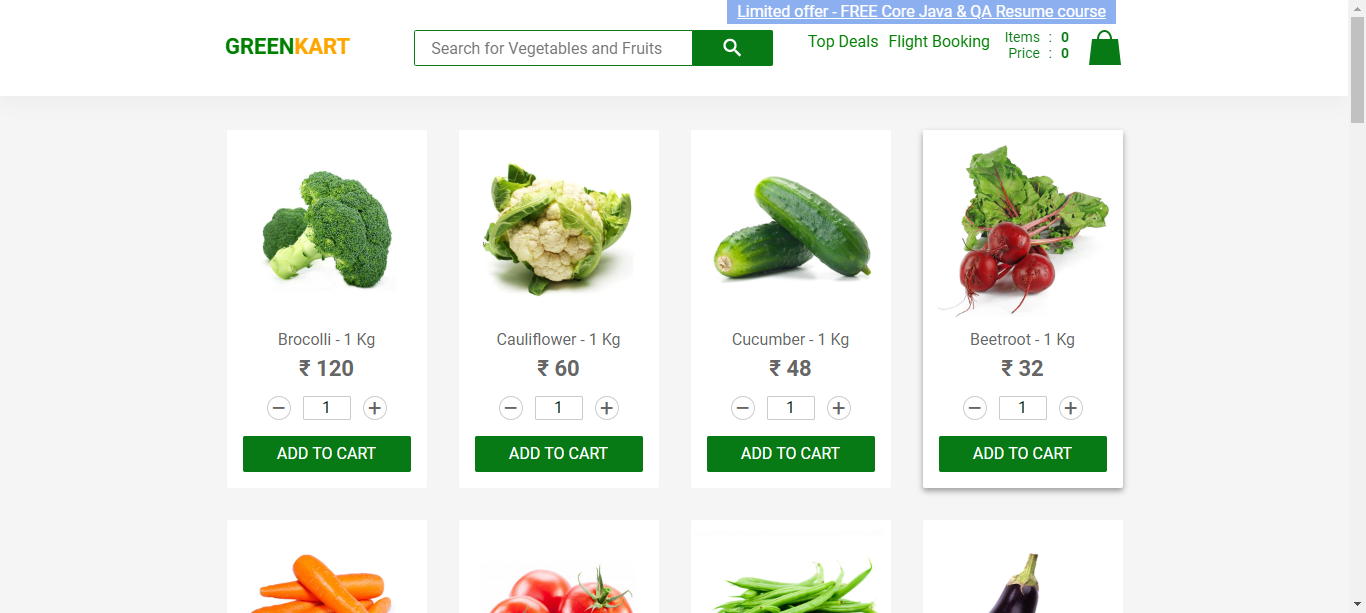 Limited offer - FREE Core Java & QA Resume course
GREENKART
Search for Vegetables and Fruits
Top Deals Flight Booking
Items : 0
Price : 0
Brocolli - 1 Kg
₹ 120
− 1 +
ADD TO CART
Cauliflower - 1 Kg
₹ 60
− 1 +
ADD TO CART
Cucumber - 1 Kg
₹ 48
− 1 +
ADD TO CART
Beetroot - 1 Kg
₹ 32
− 1 +
ADD TO CART